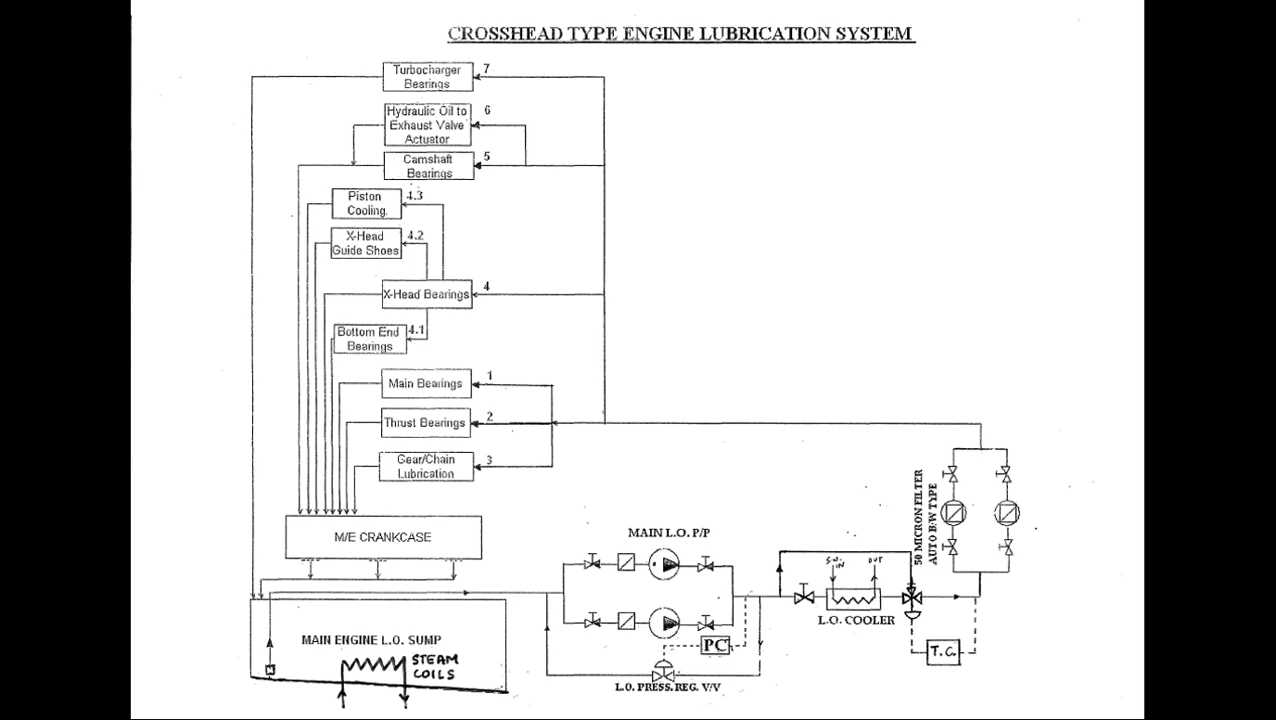 CROSSHEAD TYPE ENGINE LUBRICATION SYSTEM
Turbocharger
Bearings
7
Hydraulic Oil to
Exhaust Valve
Actuator
6
Camshaft
Bearings
5
Piston
Cooling.
4.3
X-Head
Guide Shoes
4.2
X-Head Bearings
4
Bottom End
Bearings
4.1
Main Bearings
1
Thrust Bearings
2
Gear/Chain
Lubrication
3
M/E CRANKCASE
MAIN ENGINE L.O. SUMP
STEAM
COILS
MAIN L.O. P/P
PC
L.O. PRESS. REG. V/V
S.W.
IN
OUT
L.O. COOLER
T.C.
50 MICRON FILTER
AUTO B/W TYPE